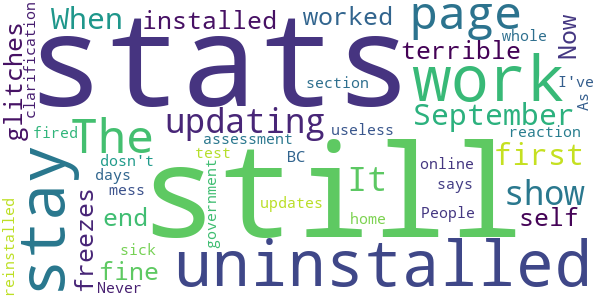 When installed worked page
glitches clarification stats terrible whole Now
section work I've As
The updating September
fired dosn't assessment useless reaction
test BC first
days mess government online says
stay It show
freezes updates People self
reinstalled end home
fine sick still
Never uninstalled